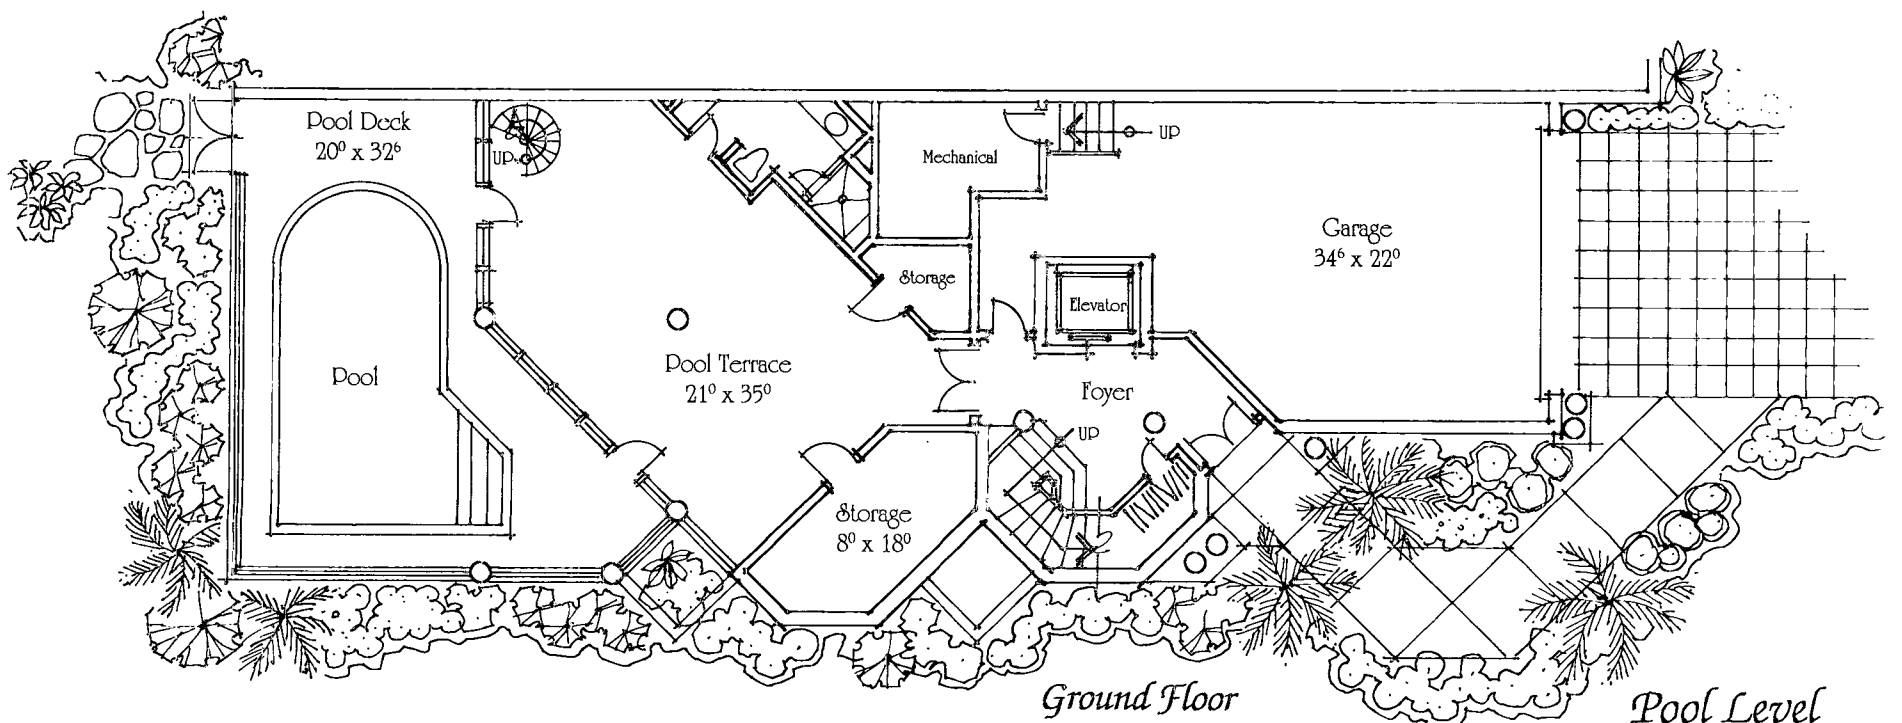 Pool Deck
20⁰ x 32⁶
UP
UP
Mechanical
Garage
34⁶ x 22⁰
Storage
Elevator
Pool
Pool Terrace
21⁰ x 35⁰
Foyer
UP
Storage
8⁰ x 18⁰
Ground Floor
Pool Level